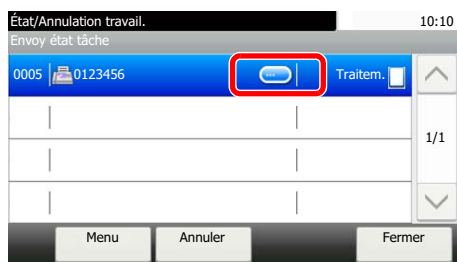 État/Annulation travail. 10:10
Envoy état tâche
0005 0123456 ... Traitem.
1/1
Menu Annuler Fermer